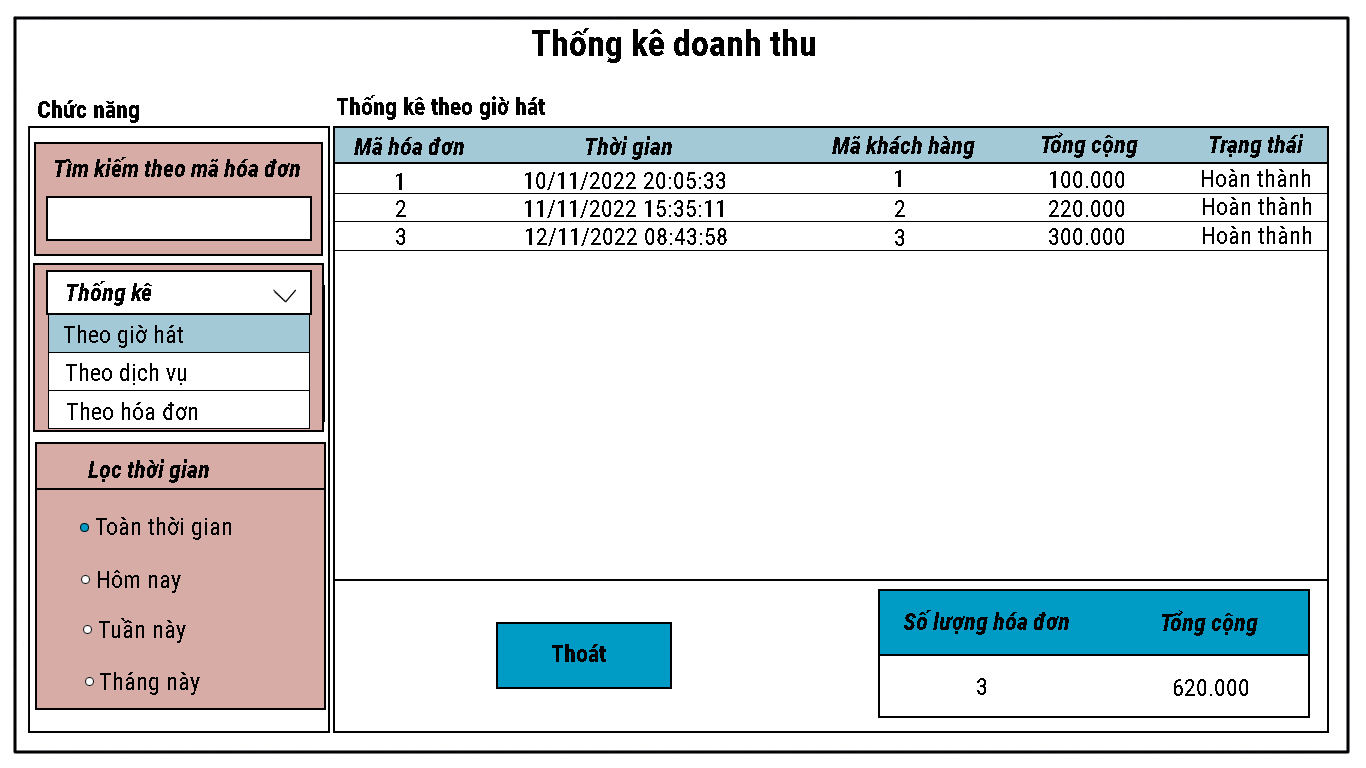 Thống kê doanh thu
Chức năng
Tìm kiếm theo mã hóa đơn
Thống kê
Theo giờ hát
Theo dịch vụ
Theo hóa đơn
Lọc thời gian
Toàn thời gian
Hôm nay
Tuần này
Tháng này
Thống kê theo giờ hát
Mã hóa đơn Thời gian Mã khách hàng Tổng cộng Trạng thái
1 10/11/2022 20:05:33 1 100.000 Hoàn thành
2 11/11/2022 15:35:11 2 220.000 Hoàn thành
3 12/11/2022 08:43:58 3 300.000 Hoàn thành
Thoát
Số lượng hóa đơn Tổng cộng
3 620.000